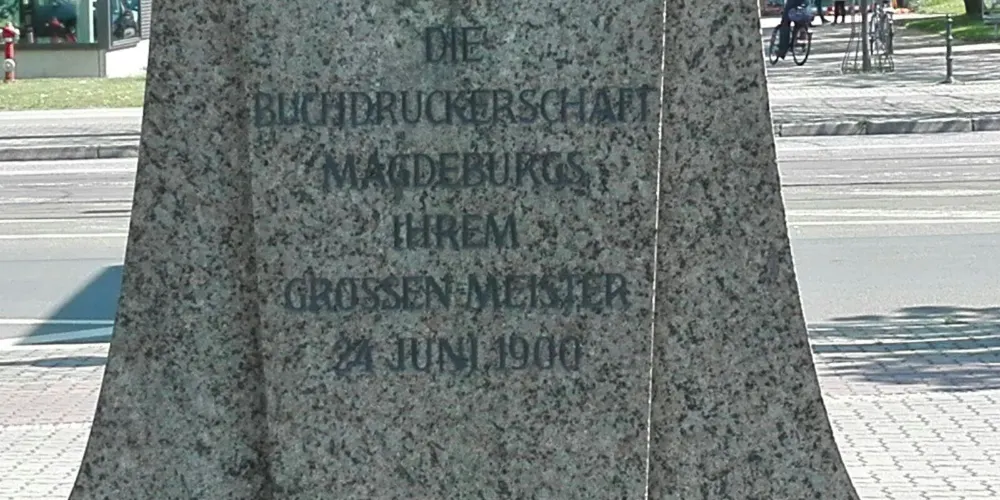 DIE
BUCHDRUCKERSCHAFT
MAGDEBURGS
IHREM
GROSSEN MEISTER
24 JUNI 1900